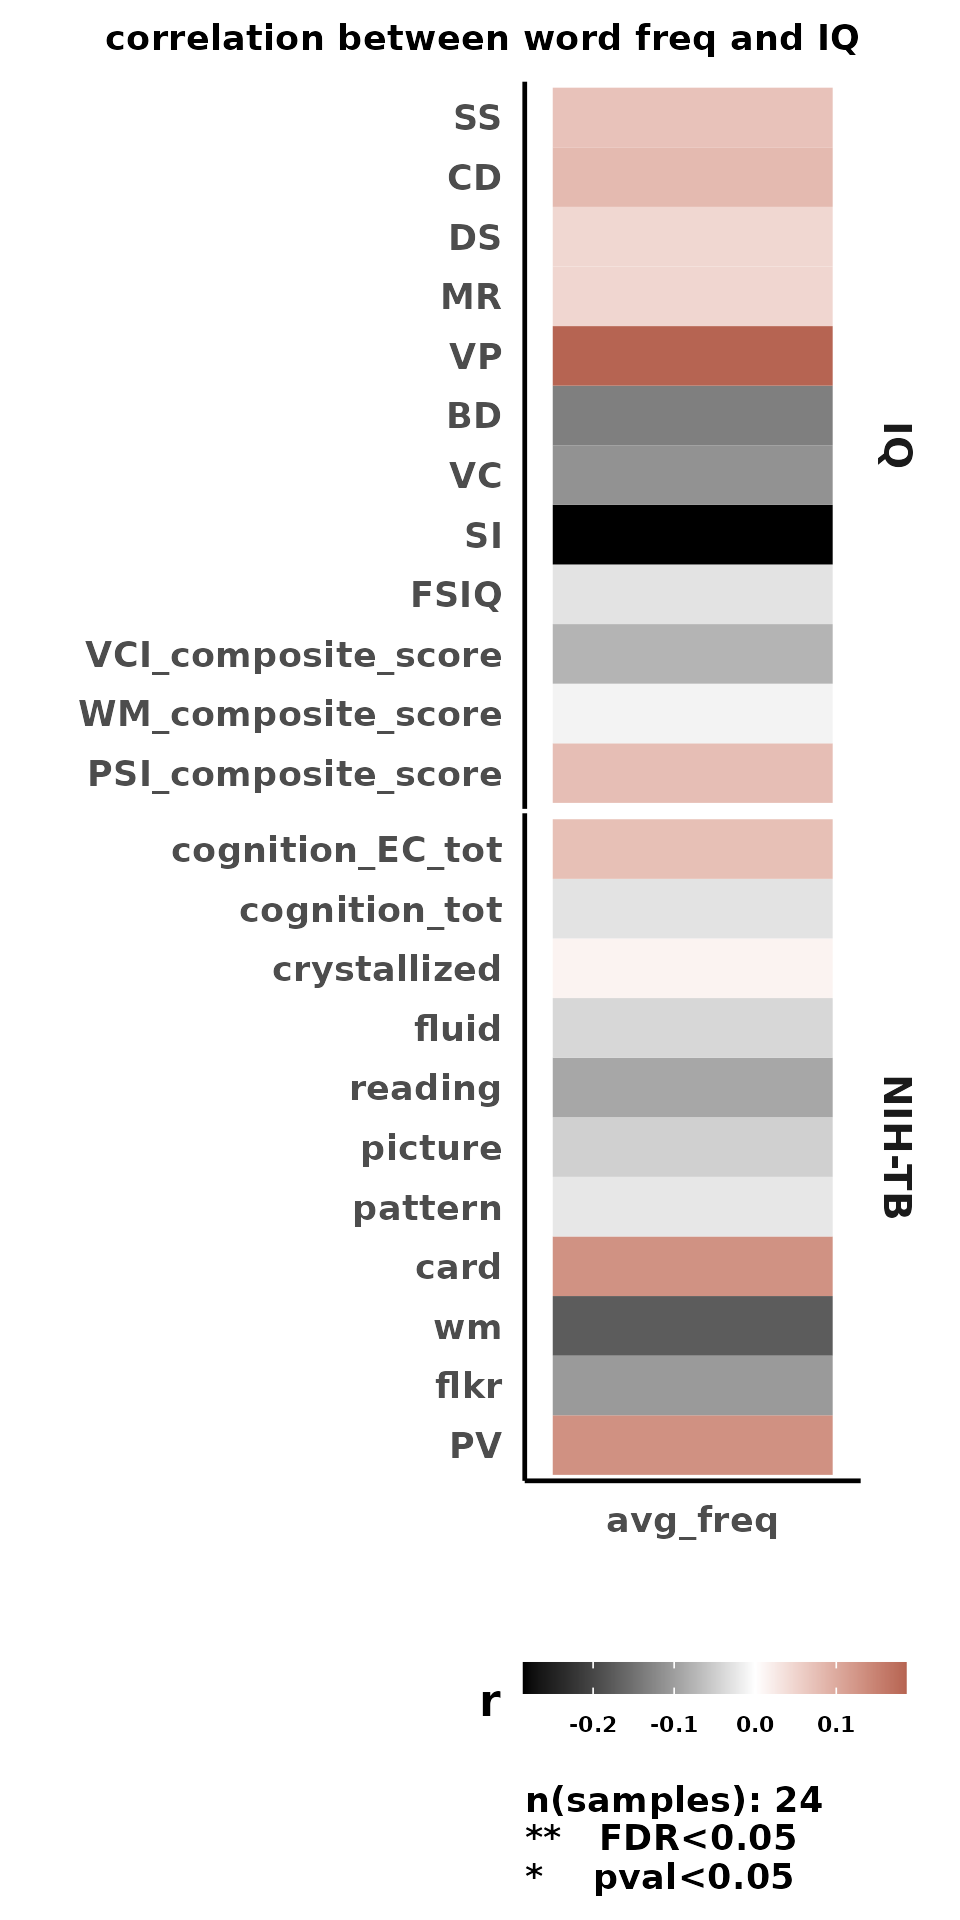 correlation between word freq and IQ
SS
CD
DS
MR
VP
BD
VC
SI
FSIQ
VCI_composite_score
WM_composite_score
PSI_composite_score
IQ
cognition_EC_tot
cognition_tot
crystallized
fluid
reading
picture
pattern
card
wm
flkr
PV
NIH-TB
avg_freq
r
-0.2 -0.1 0.0 0.1
n(samples): 24
** FDR<0.05
* pval<0.05